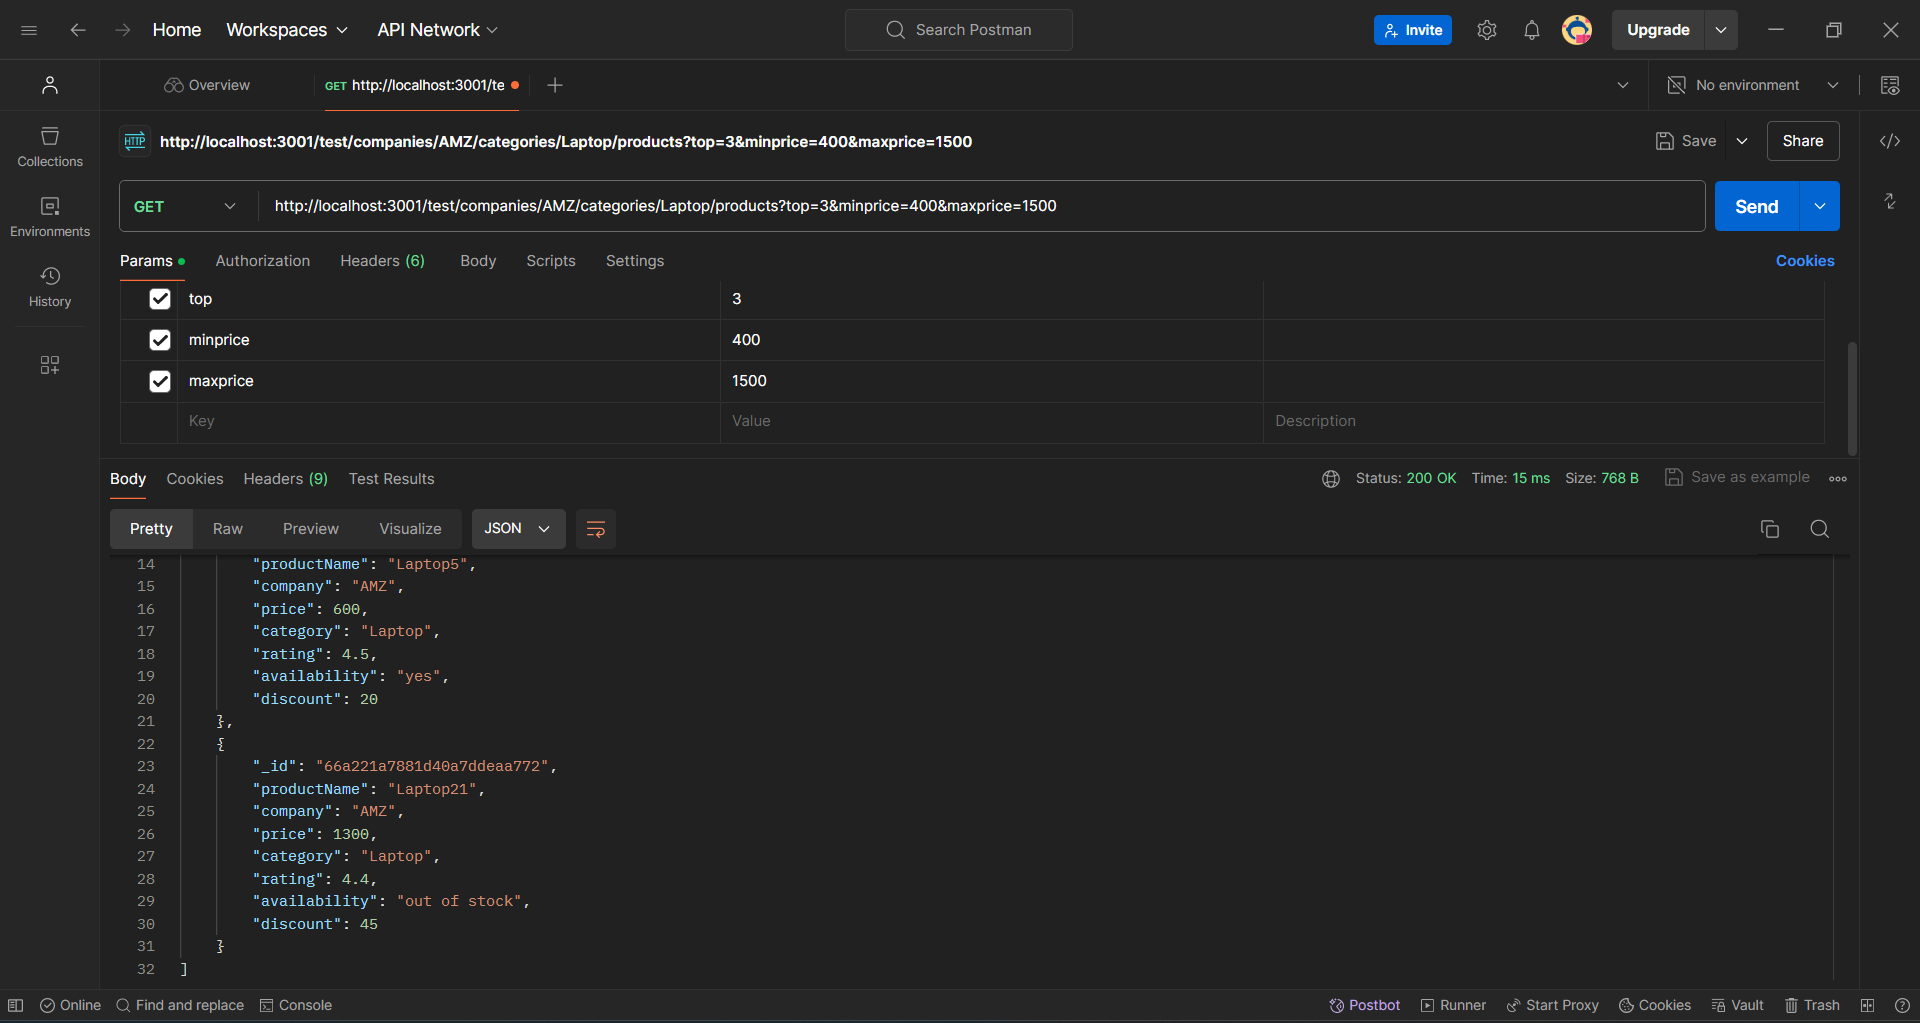 Home Workspaces API Network Search Postman Invite Upgrade
Overview GET http://localhost:3001/te No environment
HTTP http://localhost:3001/test/companies/AMZ/categories/Laptop/products?top=3&minprice=400&maxprice=1500 Save Share
Collections
GET http://localhost:3001/test/companies/AMZ/categories/Laptop/products?top=3&minprice=400&maxprice=1500 Send
Environments
Params Authorization Headers (6) Body Scripts Settings Cookies
History
top 3
minprice 400
maxprice 1500
Key Value Description
Body Cookies Headers (9) Test Results Status: 200 OK Time: 15 ms Size: 768 B Save as example
Pretty Raw Preview Visualize JSON
14 "productName": "Laptop5",
15 "company": "AMZ",
16 "price": 600,
17 "category": "Laptop",
18 "rating": 4.5,
19 "availability": "yes",
20 "discount": 20
21 },
22 {
23 "_id": "66a221a7881d40a7ddeaa772",
24 "productName": "Laptop21",
25 "company": "AMZ",
26 "price": 1300,
27 "category": "Laptop",
28 "rating": 4.4,
29 "availability": "out of stock",
30 "discount": 45
31 }
32 ]
Online Find and replace Console Postbot Runner Start Proxy Cookies Vault Trash